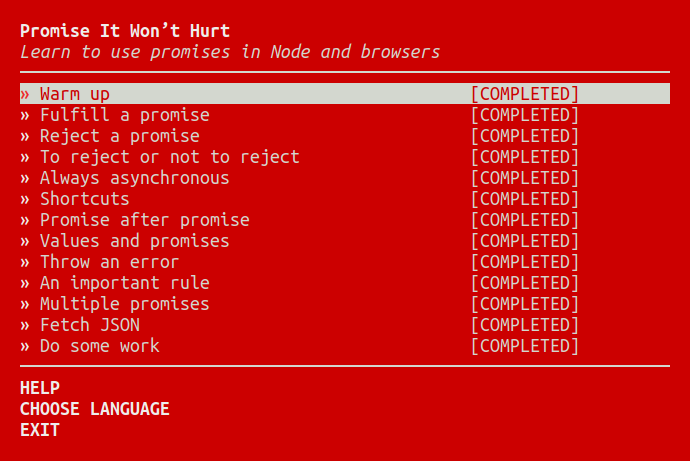 Promise It Won’t Hurt
Learn to use promises in Node and browsers
» Warm up [COMPLETED]
» Fulfill a promise [COMPLETED]
» Reject a promise [COMPLETED]
» To reject or not to reject [COMPLETED]
» Always asynchronous [COMPLETED]
» Shortcuts [COMPLETED]
» Promise after promise [COMPLETED]
» Values and promises [COMPLETED]
» Throw an error [COMPLETED]
» An important rule [COMPLETED]
» Multiple promises [COMPLETED]
» Fetch JSON [COMPLETED]
» Do some work [COMPLETED]
HELP
CHOOSE LANGUAGE
EXIT